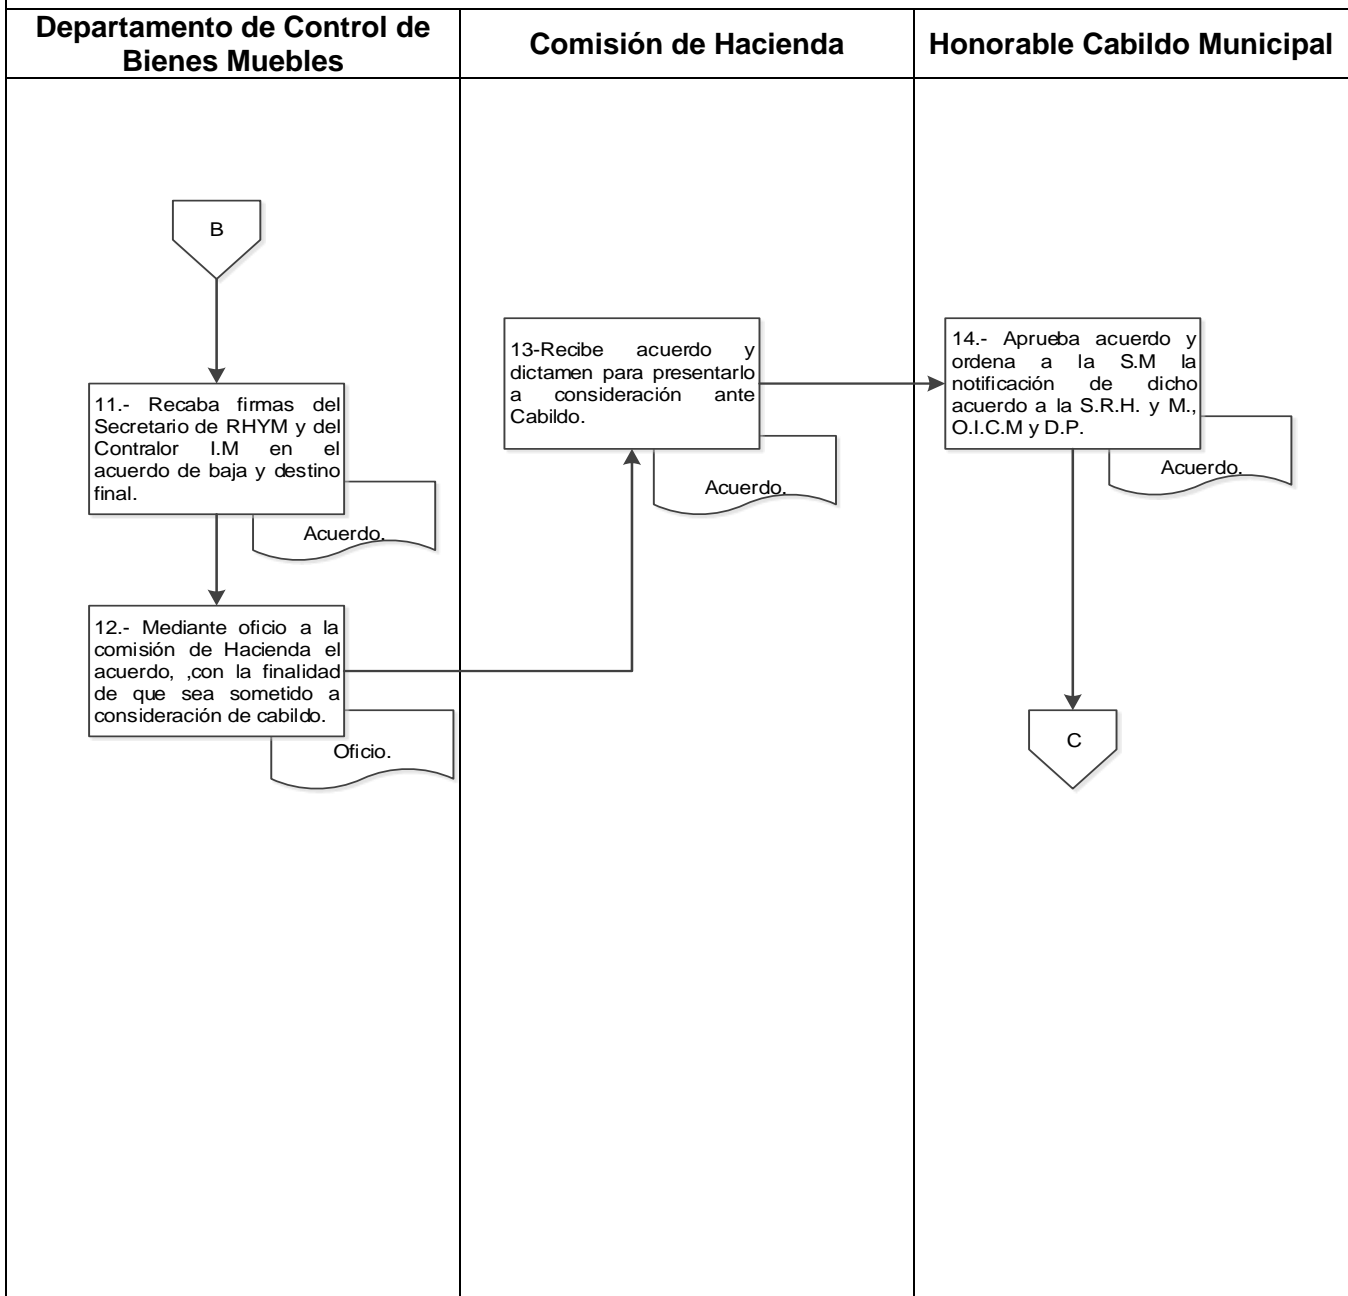 Departamento de Control de
Bienes Muebles
Comisión de Hacienda
Honorable Cabildo Municipal
B
11.- Recaba firmas del
Secretario de RHYM y del
Contralor I.M en el
acuerdo de baja y destino
final.
Acuerdo.
12.- Mediante oficio a la
comisión de Hacienda el
acuerdo, ,con la finalidad
de que sea sometido a
consideración de cabildo.
Oficio.
13-Recibe acuerdo y
dictamen para presentarlo
a consideración ante
Cabildo.
Acuerdo.
14.- Aprueba acuerdo y
ordena a la S.M la
notificación de dicho
acuerdo a la S.R.H. y M.,
O.I.C.M y D.P.
Acuerdo.
C